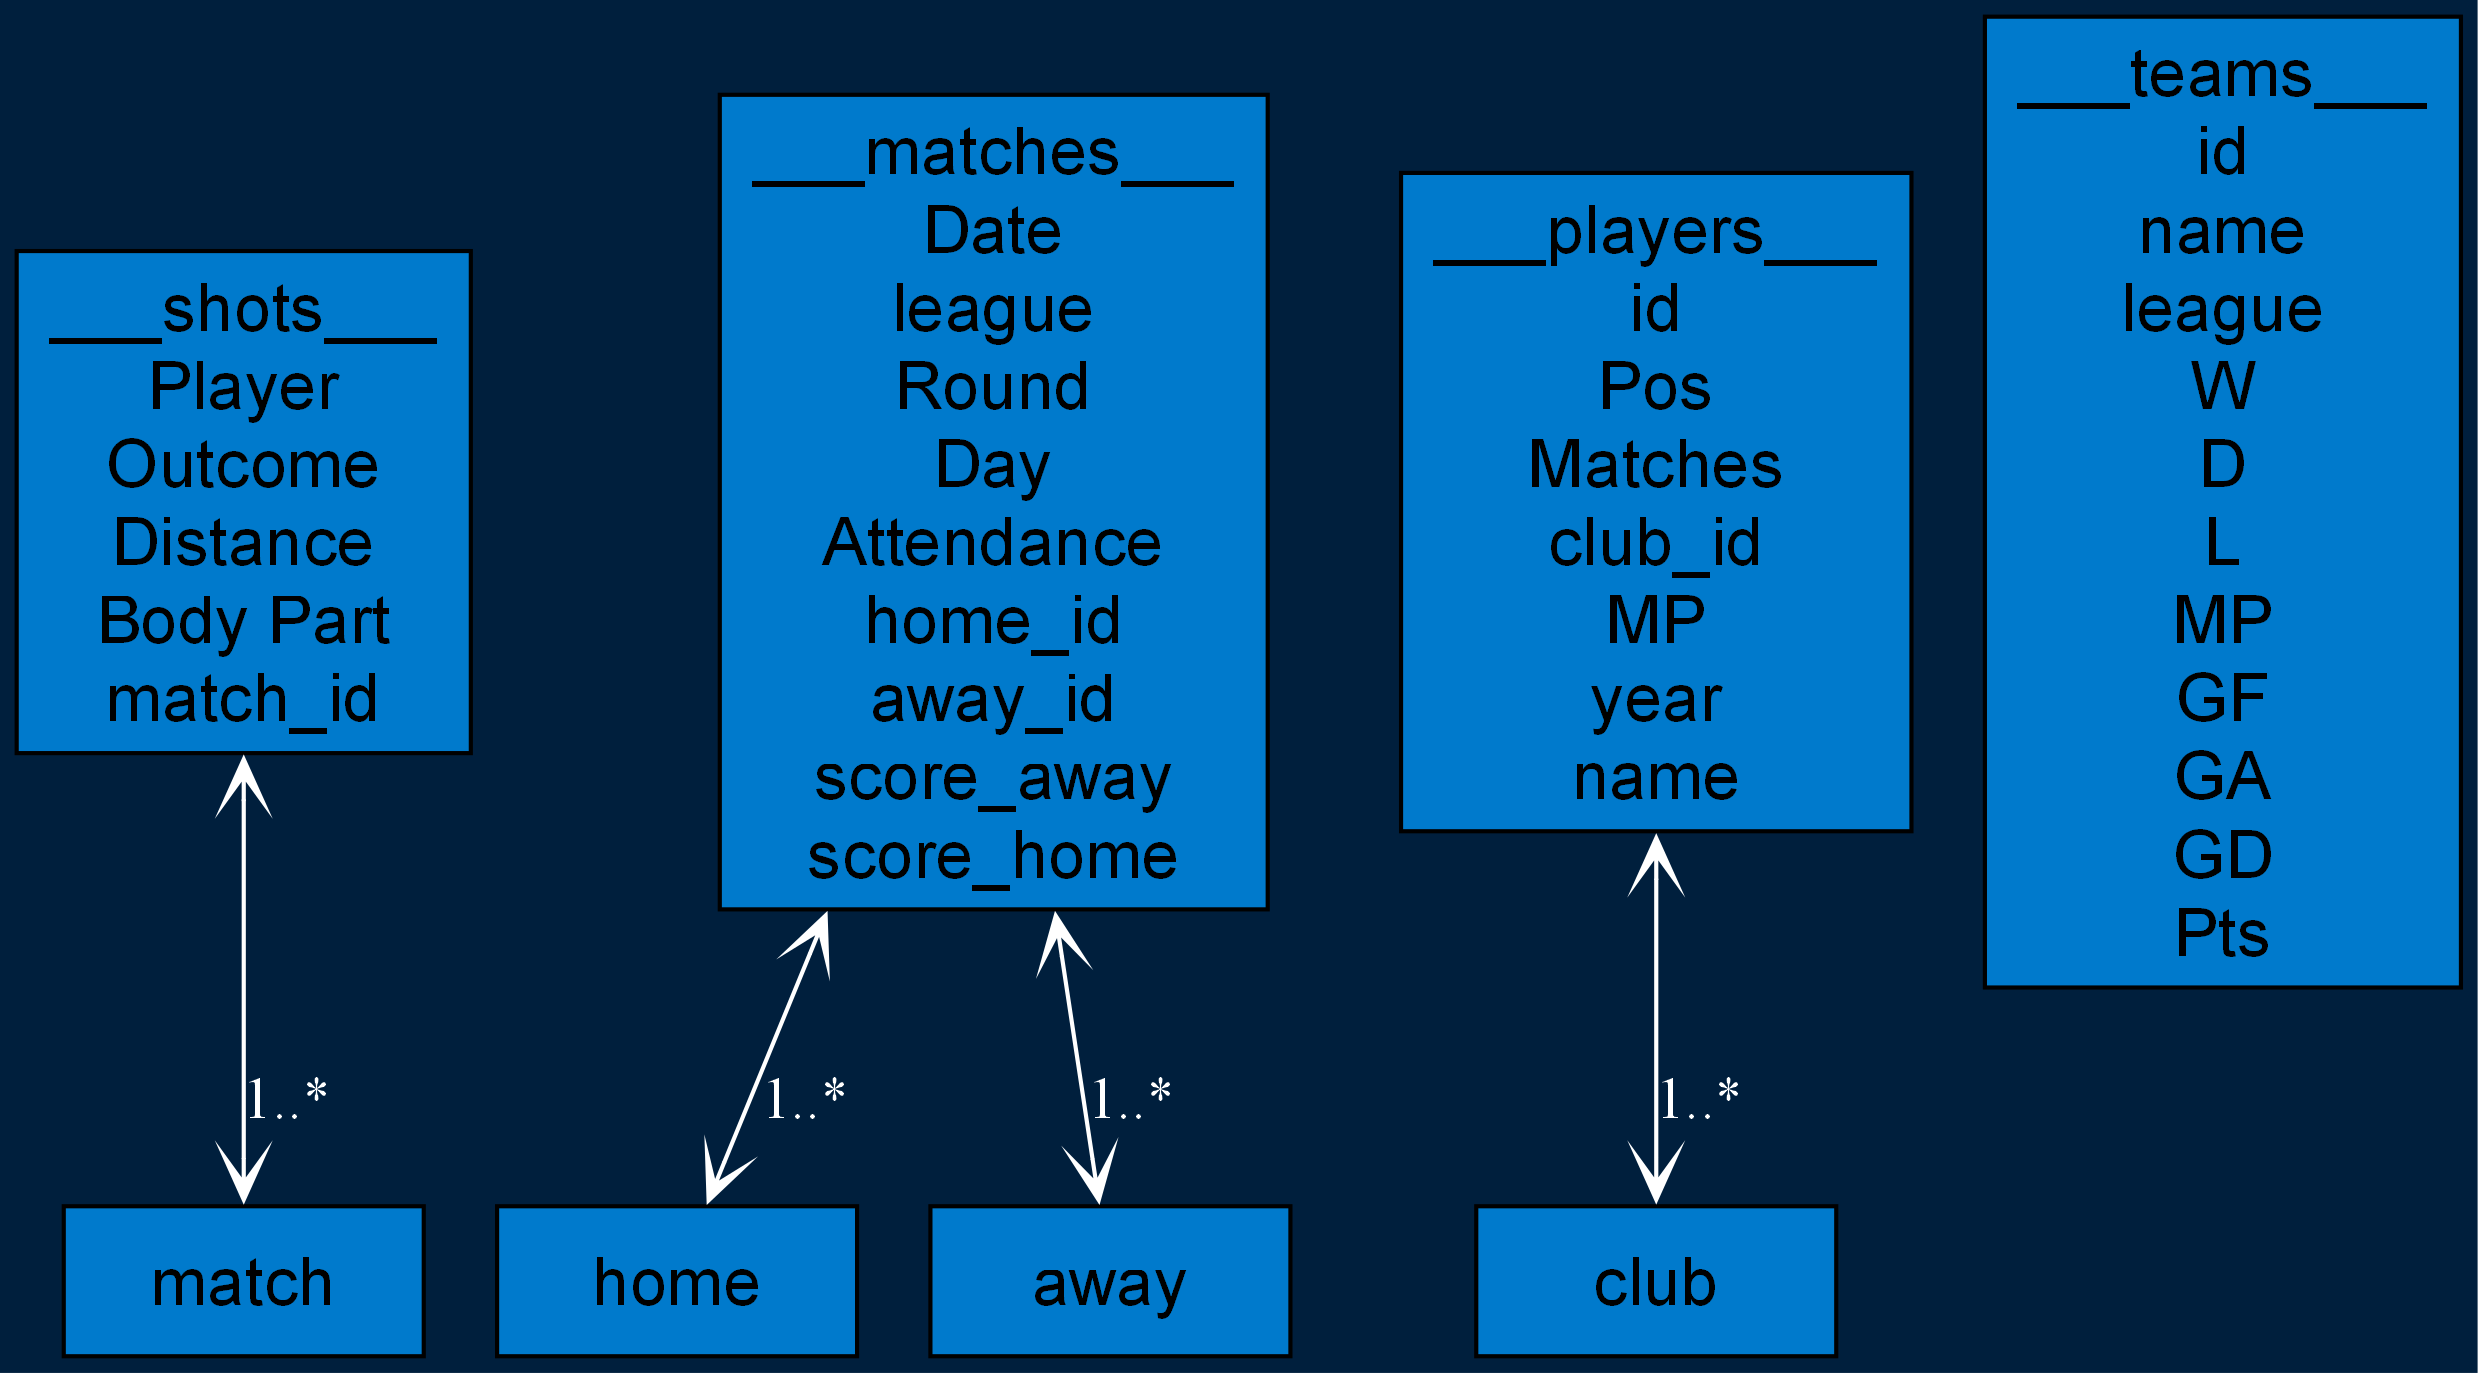 ___shots___
Player
Outcome
Distance
Body Part
match_id
___matches___
Date
league
Round
Day
Attendance
home_id
away_id
score_away
score_home
___players___
id
Pos
Matches
club_id
MP
year
name
___teams___
id
name
league
W
D
L
MP
GF
GA
GD
Pts
1..*
1..*
1..*
1..*
match
home
away
club